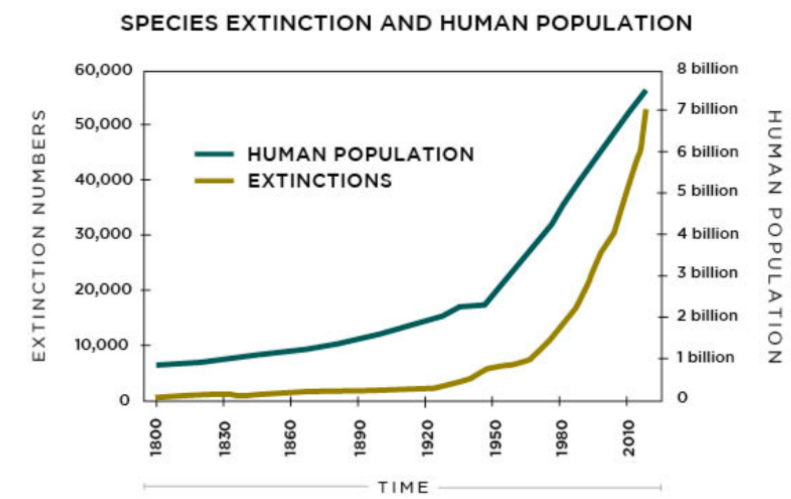 SPECIES EXTINCTION AND HUMAN POPULATION
60,000
50,000
40,000
30,000
20,000
10,000
0
EXTINCTION NUMBERS
HUMAN POPULATION
EXTINCTIONS
8 billion
7 billion
6 billion
5 billion
4 billion
3 billion
2 billion
1 billion
0
HUMAN POPULATION
1800
1830
1860
1890
1920
1950
1980
2010
TIME